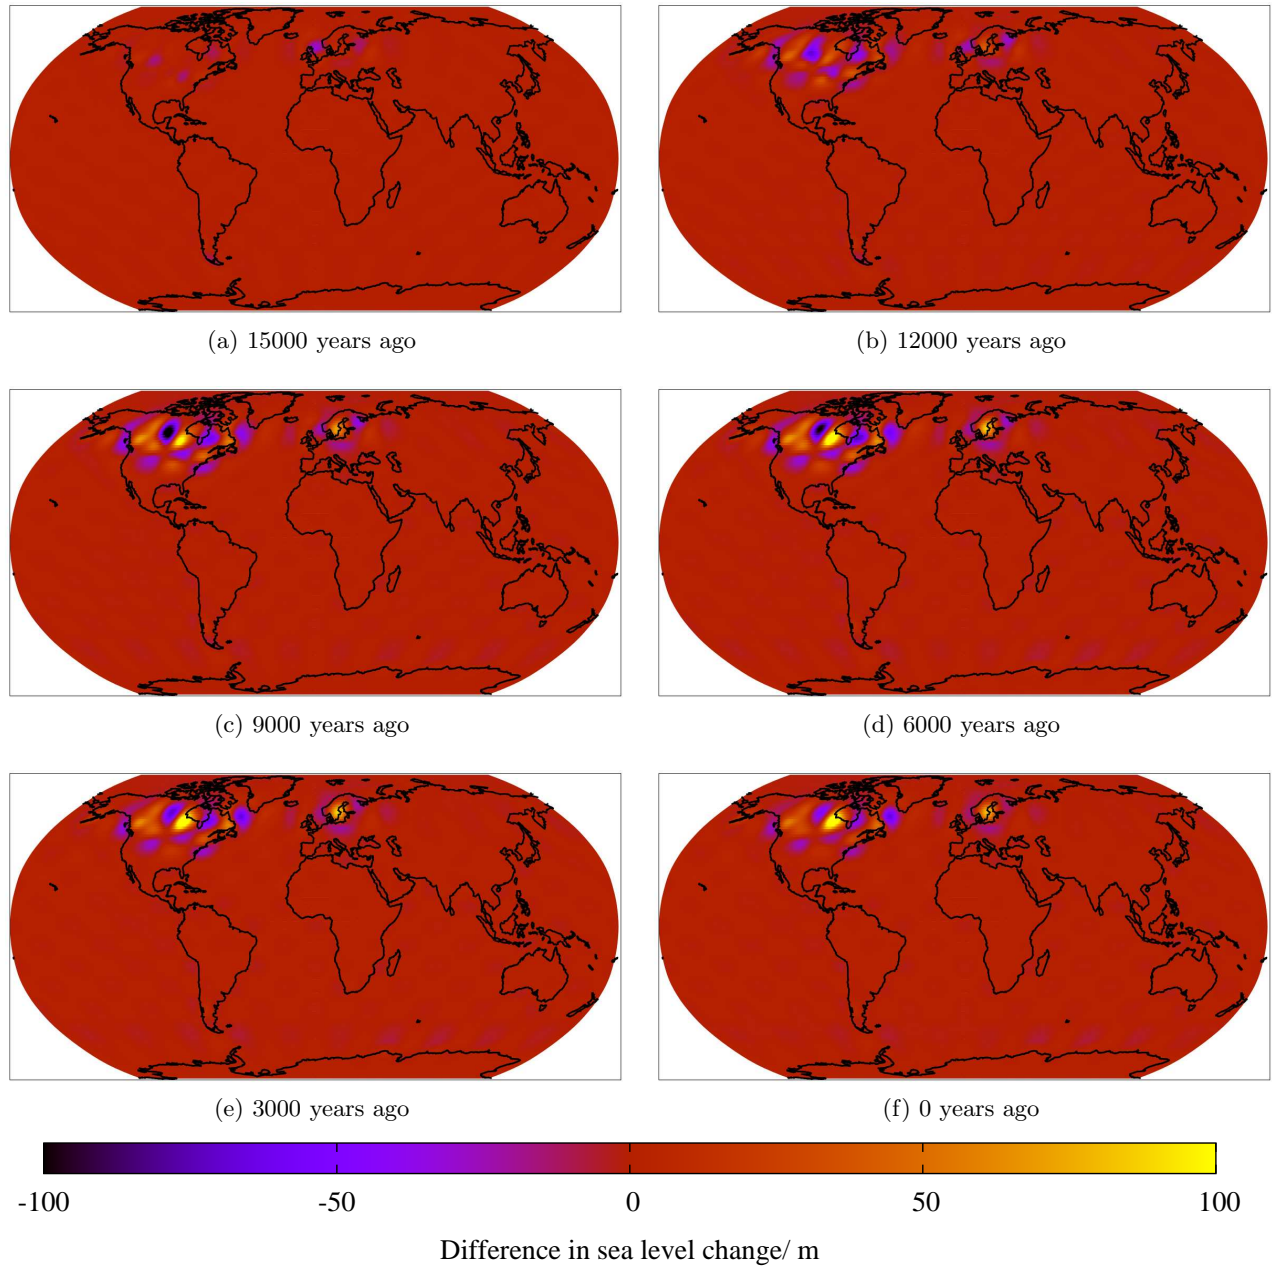 (a) 15000 years ago
(b) 12000 years ago
(c) 9000 years ago
(d) 6000 years ago
(e) 3000 years ago
(f) 0 years ago
-100 -50 0 50 100
Difference in sea level change/ m